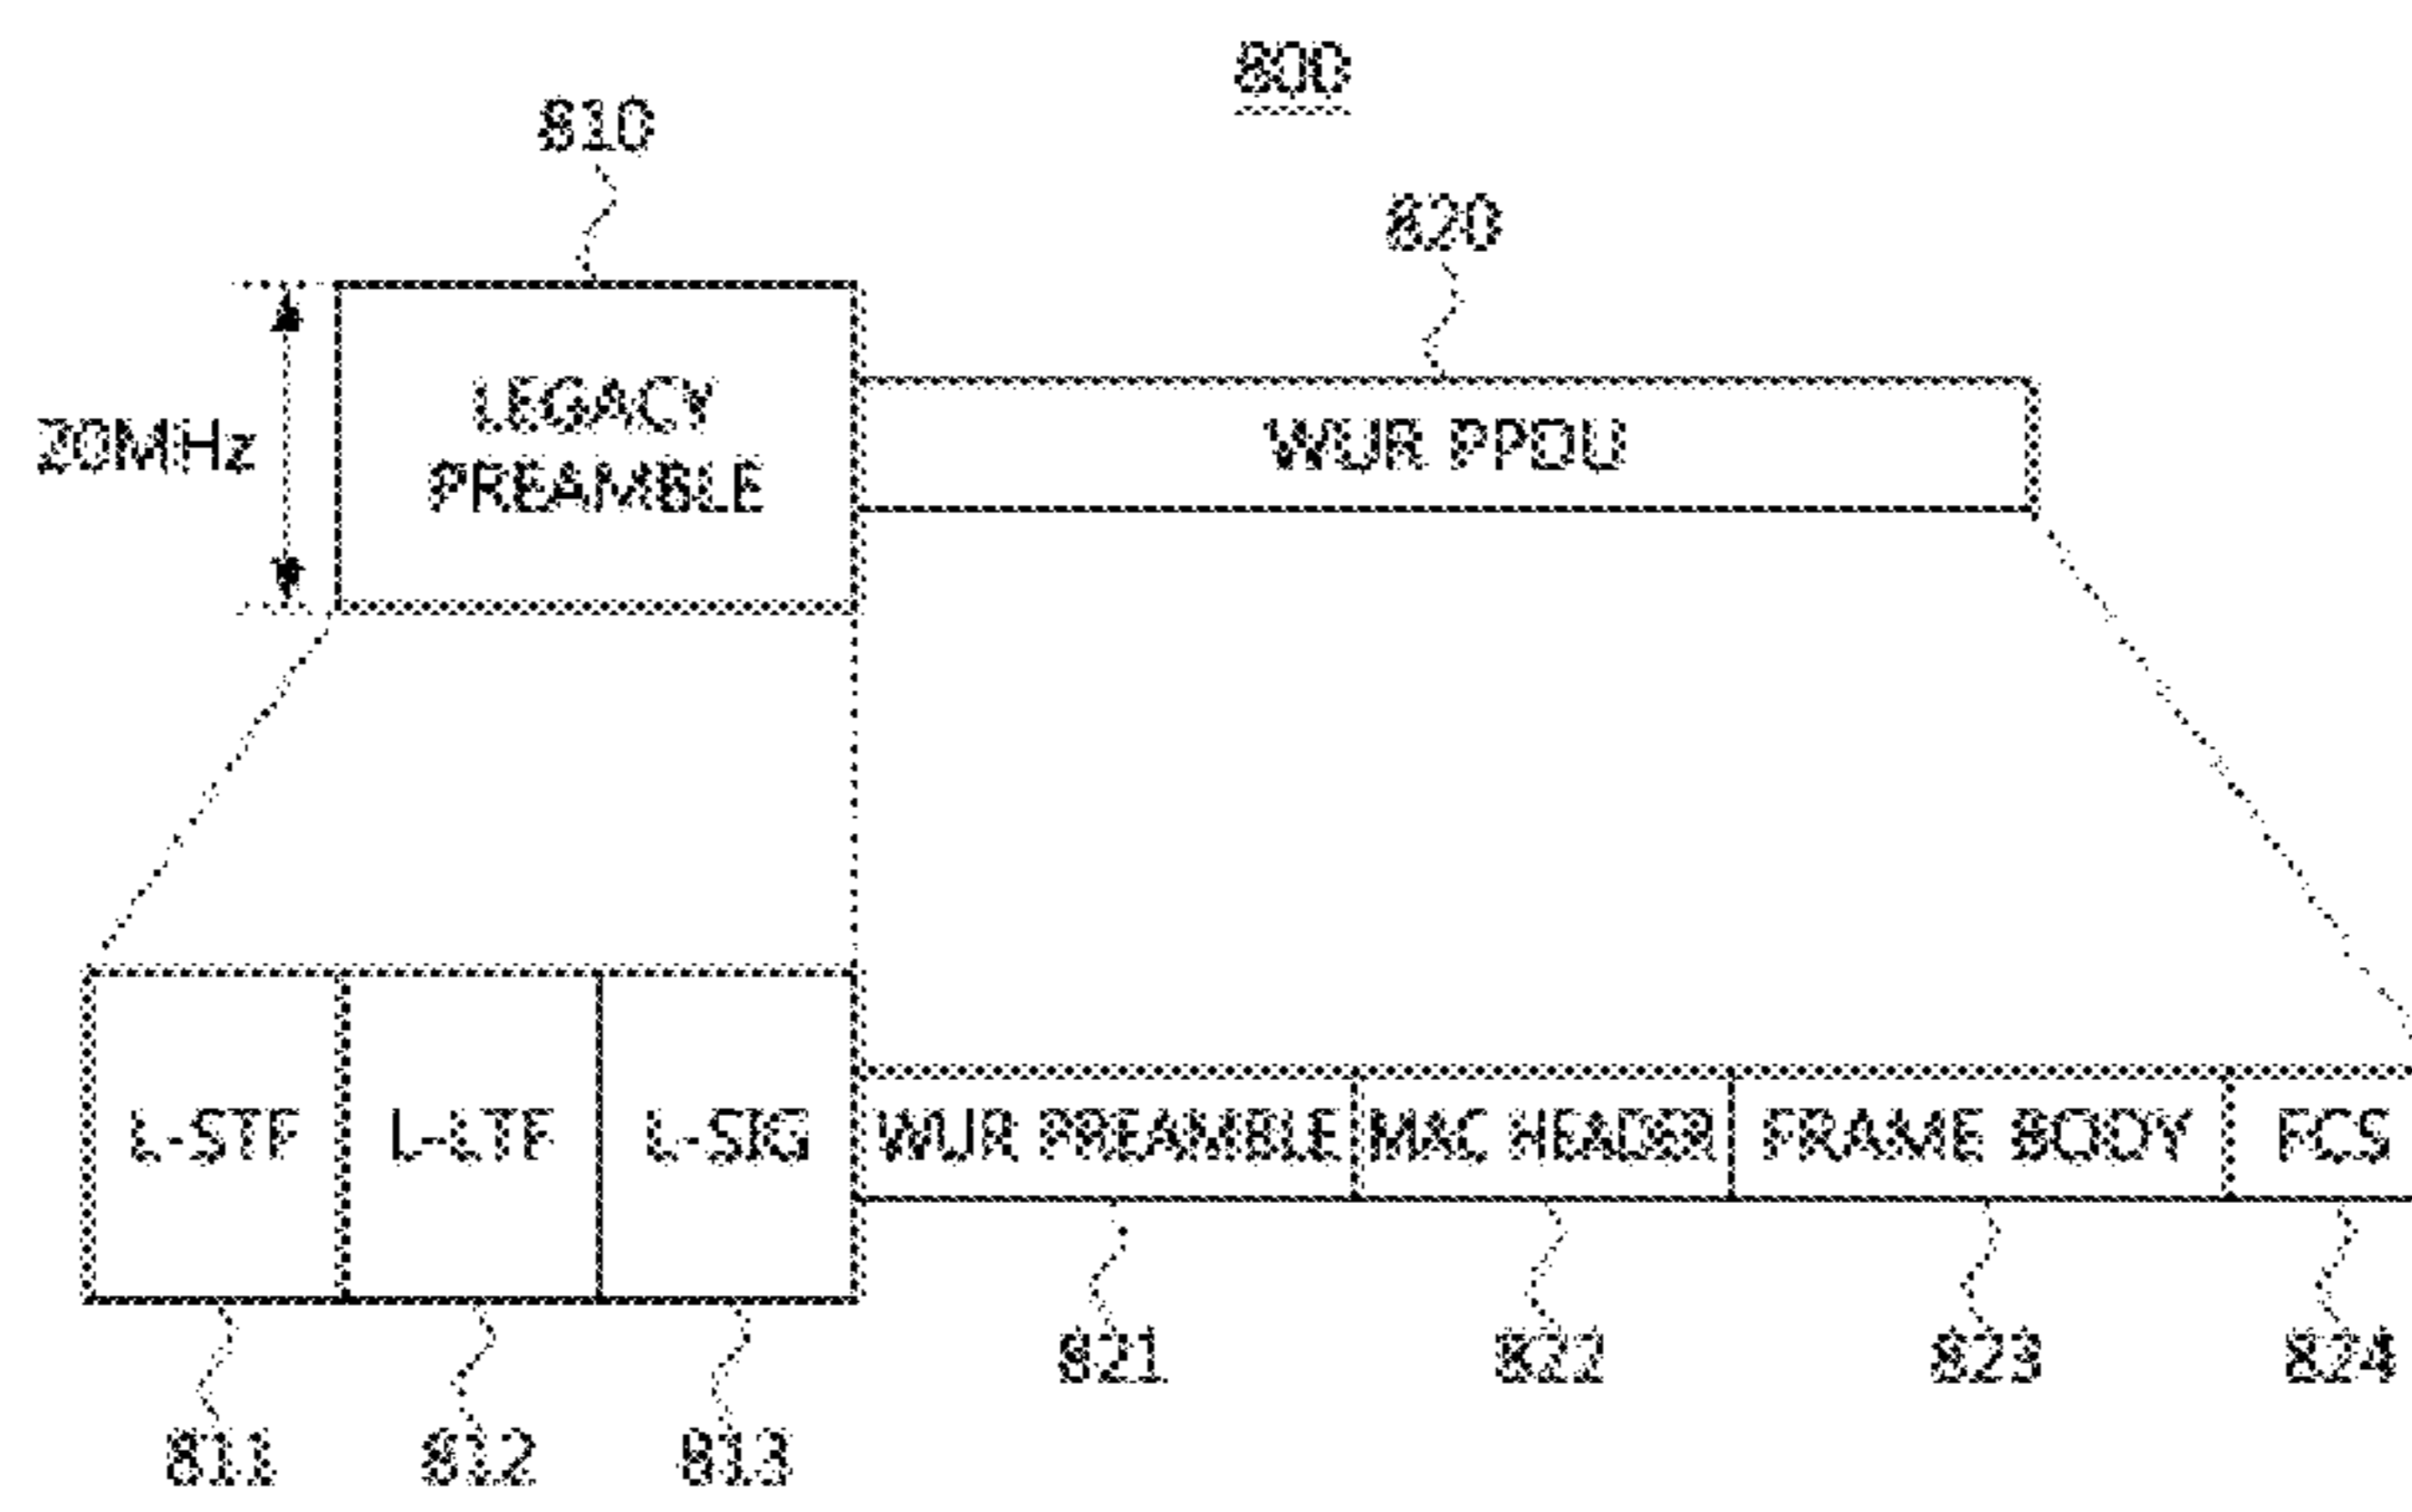 800
810
820
20MHz
LEGACY
PREAMBLE
WUR PPDU
L-STF
L-LTF
L-SIG
WUR PREAMBLE
MAC HEADER
FRAME BODY
FCS
821
822
823
824
811
812
813